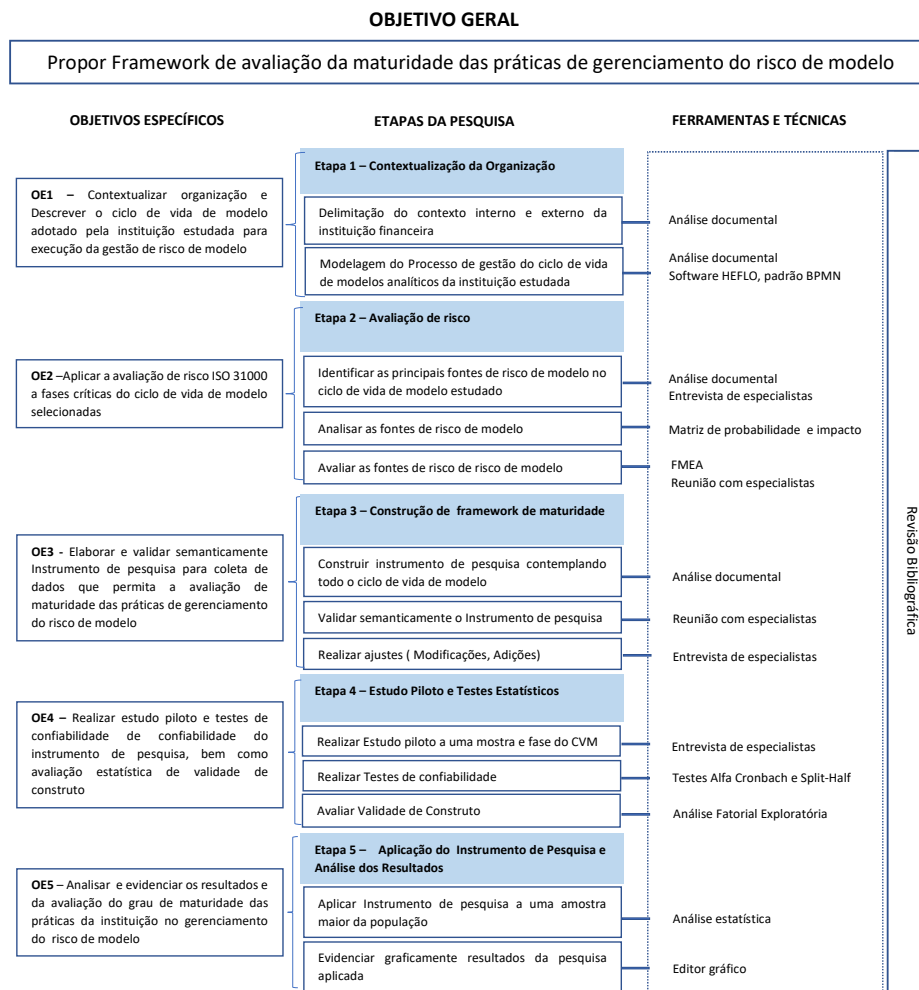 OBJETIVO GERAL
Propor Framework de avaliação da maturidade das práticas de gerenciamento do risco de modelo
OBJETIVOS ESPECÍFICOS
ETAPAS DA PESQUISA
FERRAMENTAS E TÉCNICAS
OE1 – Contextualizar organização e
Descrever o ciclo de vida de modelo
adotado pela instituição estudada para
execução da gestão de risco de modelo
Etapa 1 – Contextualização da Organização
Delimitação do contexto interno e externo da
instituição financeira
Análise documental
Modelagem do Processo de gestão do ciclo de vida
de modelos analíticos da instituição estudada
Análise documental
Software HEFLO, padrão BPMN
OE2 –Aplicar a avaliação de risco ISO 31000
a fases críticas do ciclo de vida de modelo
selecionadas
Etapa 2 – Avaliação de risco
Identificar as principais fontes de risco de modelo no
ciclo de vida de modelo estudado
Análise documental
Entrevista de especialistas
Analisar as fontes de risco de modelo
Matriz de probabilidade e impacto
Avaliar as fontes de risco de risco de modelo
FMEA
Reunião com especialistas
OE3 - Elaborar e validar semanticamente
Instrumento de pesquisa para coleta de
dados que permita a avaliação de
maturidade das práticas de gerenciamento
do risco de modelo
Etapa 3 – Construção de framework de maturidade
Construir instrumento de pesquisa contemplando
todo o ciclo de vida de modelo
Análise documental
Validar semanticamente o Instrumento de pesquisa
Reunião com especialistas
Realizar ajustes ( Modificações, Adições)
Entrevista de especialistas
OE4 – Realizar estudo piloto e testes de
confiabilidade de confiabilidade do
instrumento de pesquisa, bem como
avaliação estatística de validade de
construto
Etapa 4 – Estudo Piloto e Testes Estatísticos
Realizar Estudo piloto a uma mostra e fase do CVM
Entrevista de especialistas
Realizar Testes de confiabilidade
Testes Alfa Cronbach e Split-Half
Avaliar Validade de Construto
Análise Fatorial Exploratória
OE5 – Analisar e evidenciar os resultados e
da avaliação do grau de maturidade das
práticas da instituição no gerenciamento
do risco de modelo
Etapa 5 – Aplicação do Instrumento de Pesquisa e
Análise dos Resultados
Aplicar Instrumento de pesquisa a uma amostra
maior da população
Análise estatística
Evidenciar graficamente resultados da pesquisa
aplicada
Editor gráfico
Revisão Bibliográfica